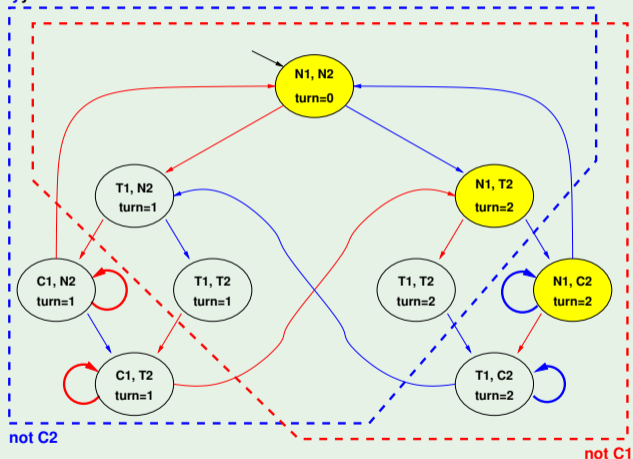 N1, N2
turn=0
T1, N2
turn=1
N1, T2
turn=2
C1, N2
turn=1
T1, T2
turn=1
T1, T2
turn=2
N1, C2
turn=2
C1, T2
turn=1
T1, C2
turn=2
not C2
not C1